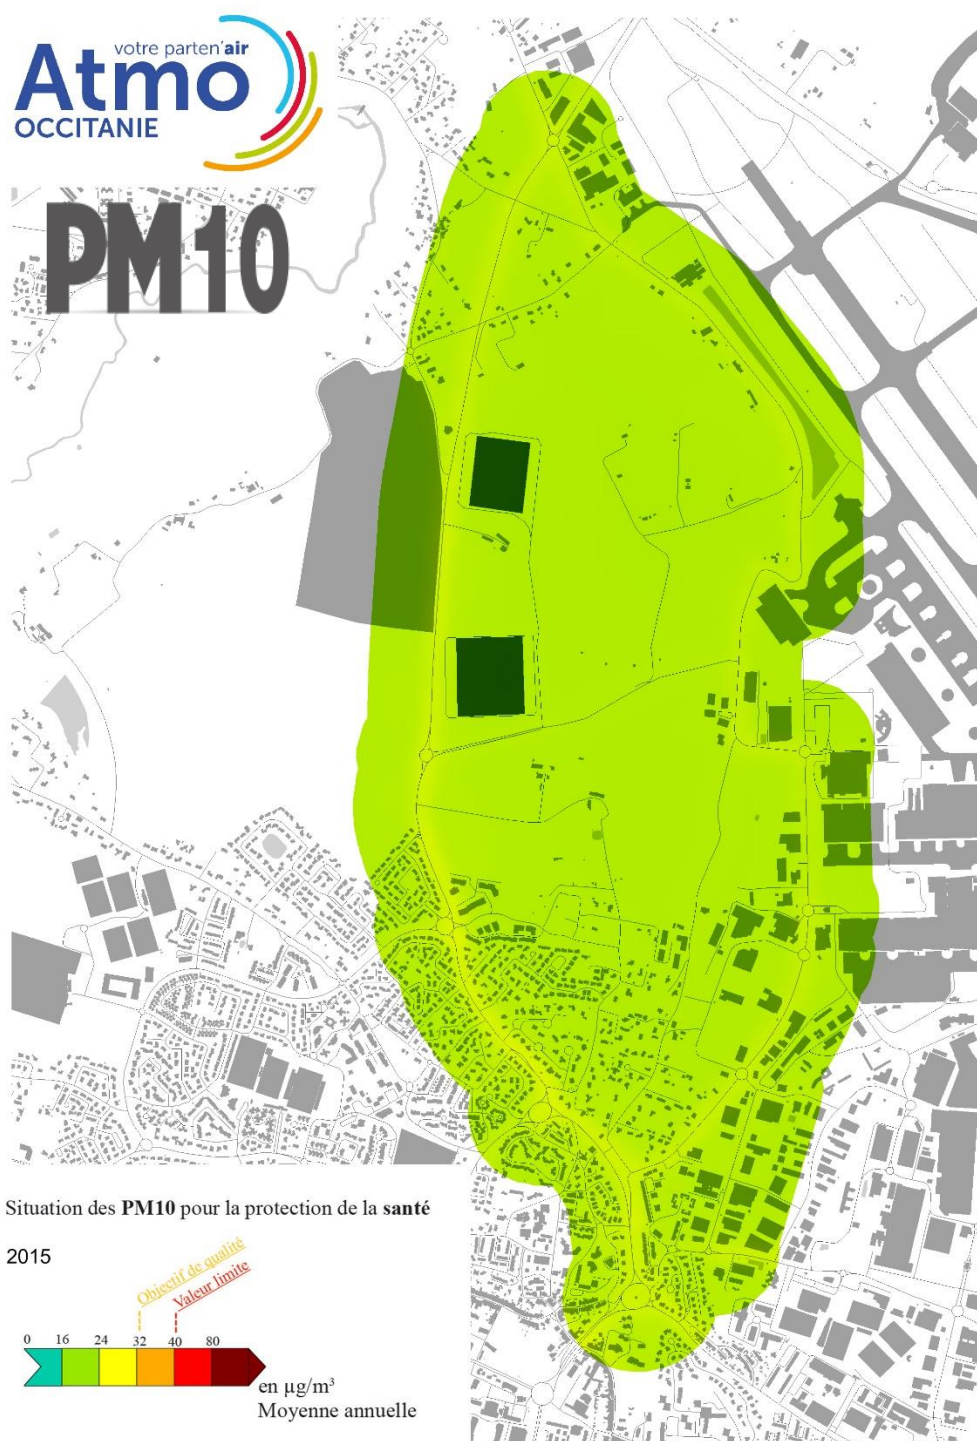 votre parten'air
Atmo
OCCITANIE
PM10
Situation des PM10 pour la protection de la santé
2015
Objectif de qualité
Valeur limite
0 16 24 32 40 80
en µg/m³
Moyenne annuelle